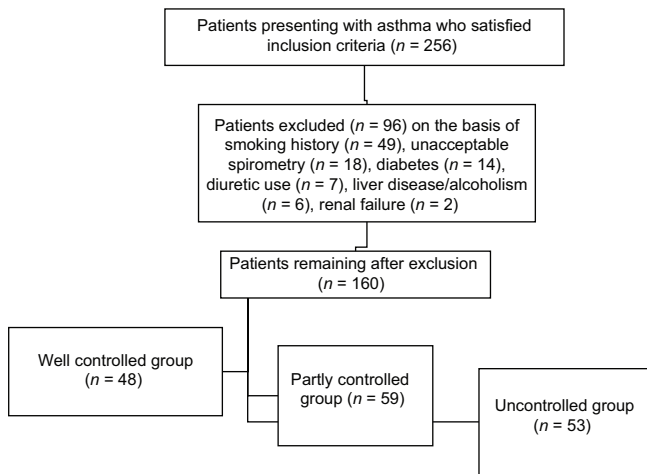 Patients presenting with asthma who satisfied
inclusion criteria (n = 256)
Patients excluded (n = 96) on the basis of
smoking history (n = 49), unacceptable
spirometry (n = 18), diabetes (n = 14),
diuretic use (n = 7), liver disease/alcoholism
(n = 6), renal failure (n = 2)
Patients remaining after exclusion
(n = 160)
Well controlled group
(n = 48)
Partly controlled
group (n = 59)
Uncontrolled group
(n = 53)